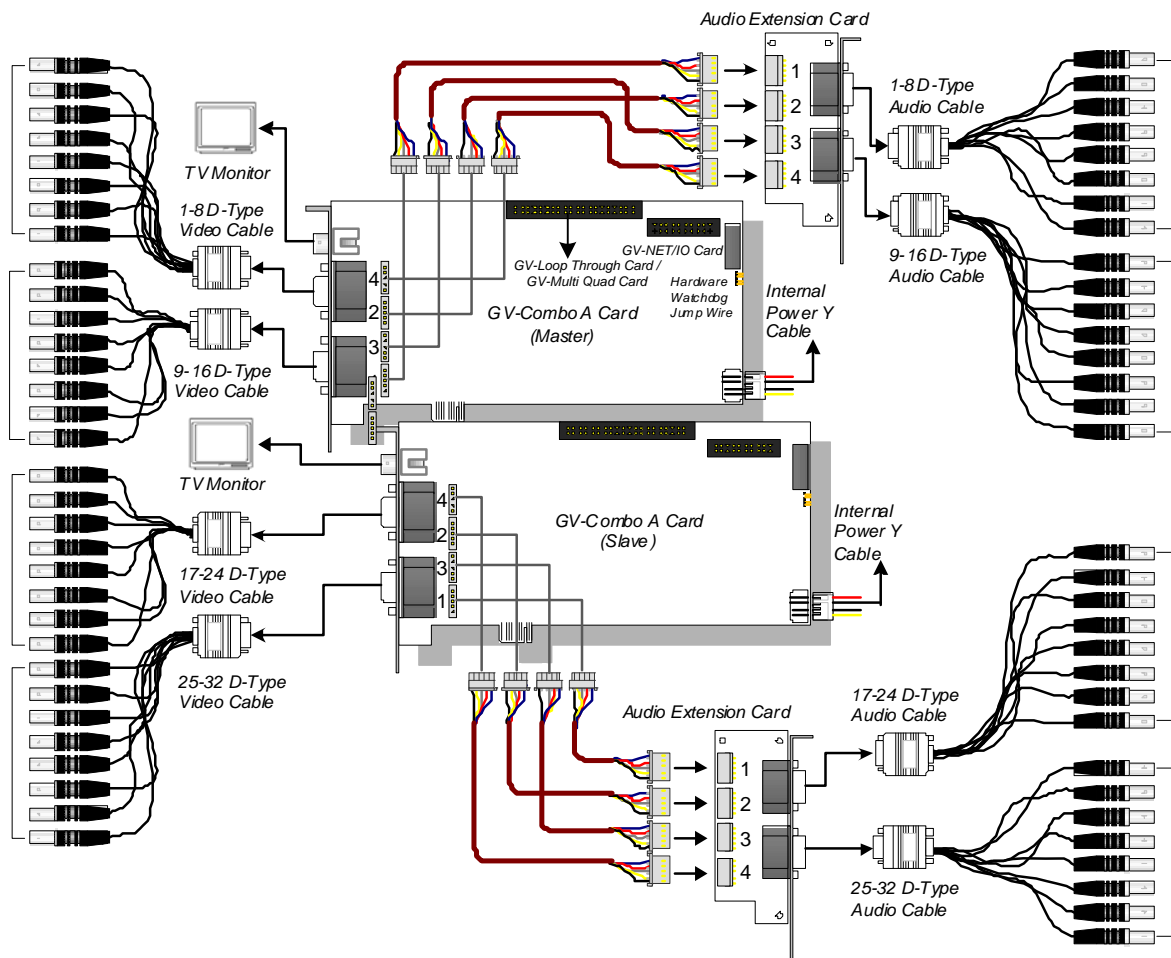 Audio Extension Card
1
2
3
4
1-8 D-Type
Audio Cable
9-16 D-Type
Audio Cable
TV Monitor
1-8 D-Type
Video Cable
9-16 D-Type
Video Cable
4
2
3
GV-Loop Through Card /
GV-Multi Quad Card
GV-NET/IO Card
Hardware
Watchdog
Jump Wire
GV-Combo A Card
(Master)
Internal
Power Y
Cable
TV Monitor
17-24 D-Type
Video Cable
25-32 D-Type
Video Cable
4
2
3
1
GV-Combo A Card
(Slave)
Internal
Power Y
Cable
Audio Extension Card
1
2
3
4
17-24 D-Type
Audio Cable
25-32 D-Type
Audio Cable